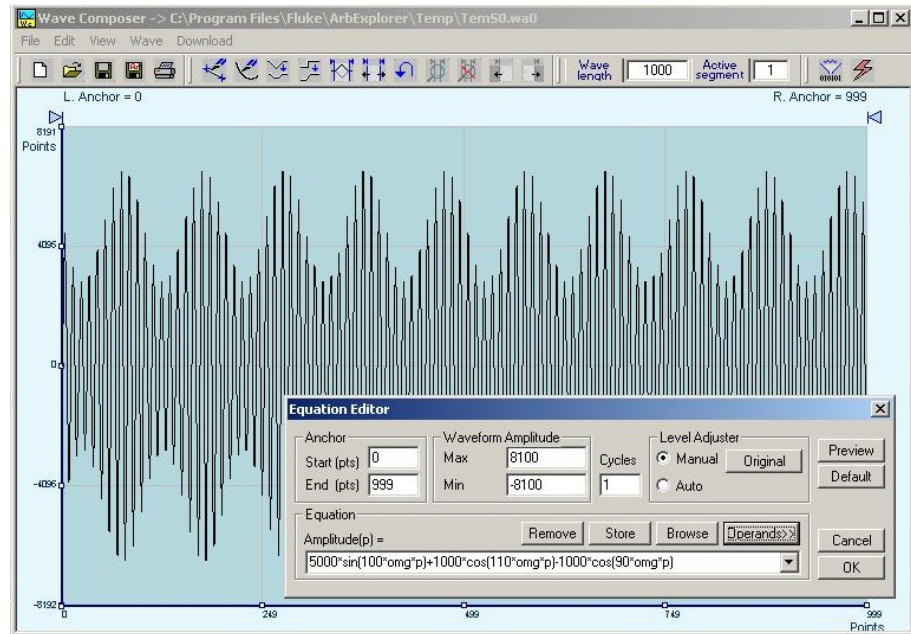 Wave Composer -> C:\Program Files\Fluke\ArbExplorer\Temp\TemS0.wa0
File Edit View Wave Download
Wave length 1000 Active segment 1
L. Anchor = 0 R. Anchor = 999
8191
Points
4095
0
-4096
-8192
0 249 499 749 999
Points
Equation Editor
Anchor
Start (pts) 0
End (pts) 999
Waveform Amplitude
Max 8100
Min -8100
Cycles
1
Level Adjuster
Manual Original
Auto
Preview
Default
Equation
Amplitude(p) =
Remove Store Browse Operands>>
5000*sin(100*omg*p)+1000*cos(110*omg*p)-1000*cos(90*omg*p)
Cancel
OK